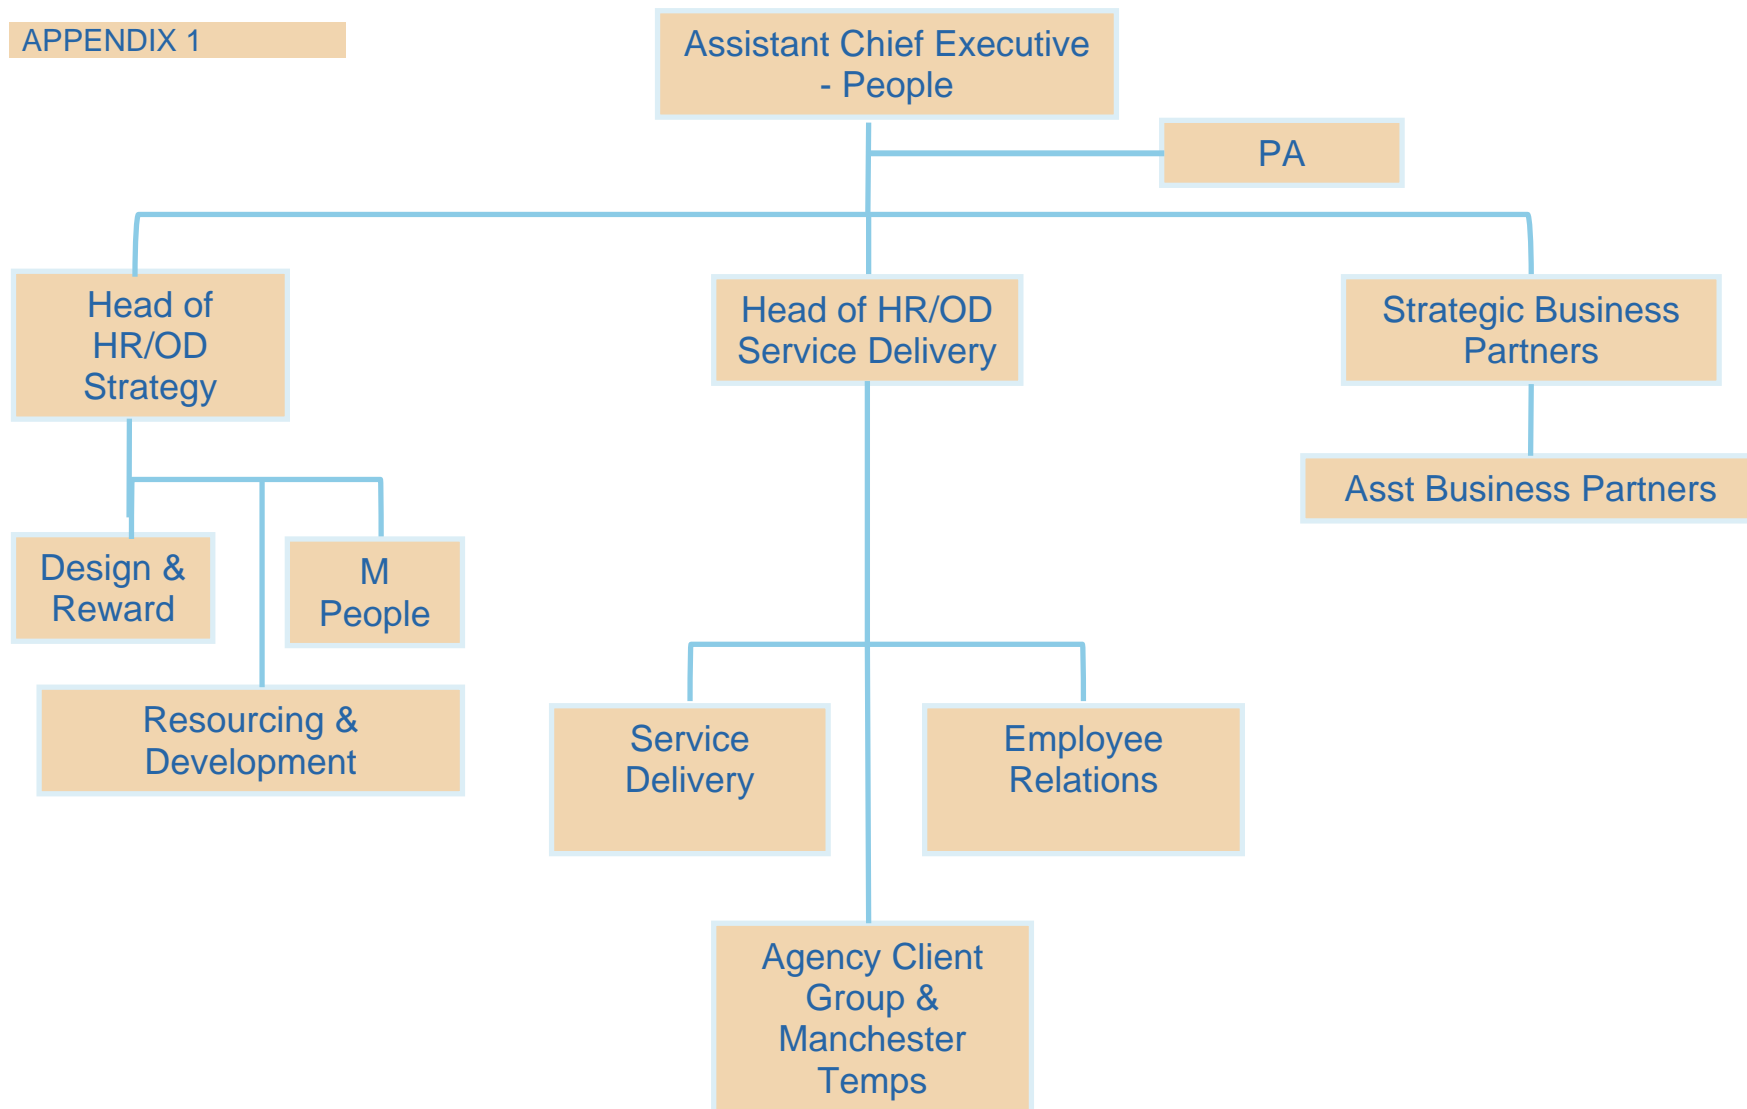 APPENDIX 1
Assistant Chief Executive
- People
PA
Head of
HR/OD
Strategy
Head of HR/OD
Service Delivery
Strategic Business
Partners
Asst Business Partners
Design &
Reward
M
People
Resourcing &
Development
Service
Delivery
Employee
Relations
Agency Client
Group &
Manchester
Temps